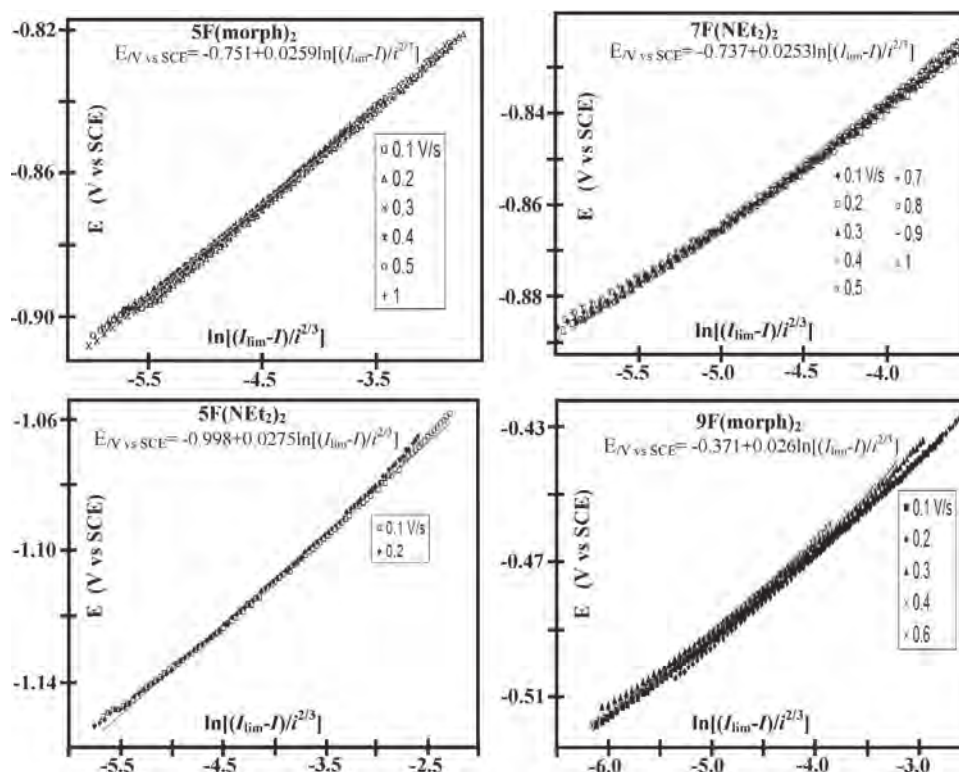 -0.82
5F(morph)₂
E/V vs SCE= -0.751+0.0259ln[(Ilim-I)/i2/3]
-0.86
-0.90
E (V vs SCE)
□ 0.1 V/s
▵ 0.2
× 0.3
0.4
○ 0.5
+ 1
ln[(Ilim-I)/i2/3]
-5.5 -4.5 -3.5
7F(NEt₂)₂
E/V vs SCE= -0.737+0.0253ln[(Ilim-I)/i2/3]
-0.84
-0.86
-0.88
E (V vs SCE)
0.1 V/s + 0.7
0.2 0.8
▲ 0.3 - 0.9
0.4 1
0.5
ln[(Ilim-I)/i2/3]
-5.5 -5.0 -4.5 -4.0
-1.06
5F(NEt₂)₂
E/V vs SCE= -0.998+0.0275ln[(Ilim-I)/i2/3]
-1.10
-1.14
E (V vs SCE)
○ 0.1 V/s
♦ 0.2
ln[(Ilim-I)/i2/3]
-5.5 -4.5 -3.5 -2.5
9F(morph)₂
-0.43
E/V vs SCE= -0.371+0.026ln[(Ilim-I)/i2/3]
-0.47
-0.51
E (V vs SCE)
■ 0.1 V/s
♦ 0.2
▲ 0.3
× 0.4
× 0.6
ln[(Ilim-I)/i2/3]
-6.0 -5.0 -4.0 -3.0